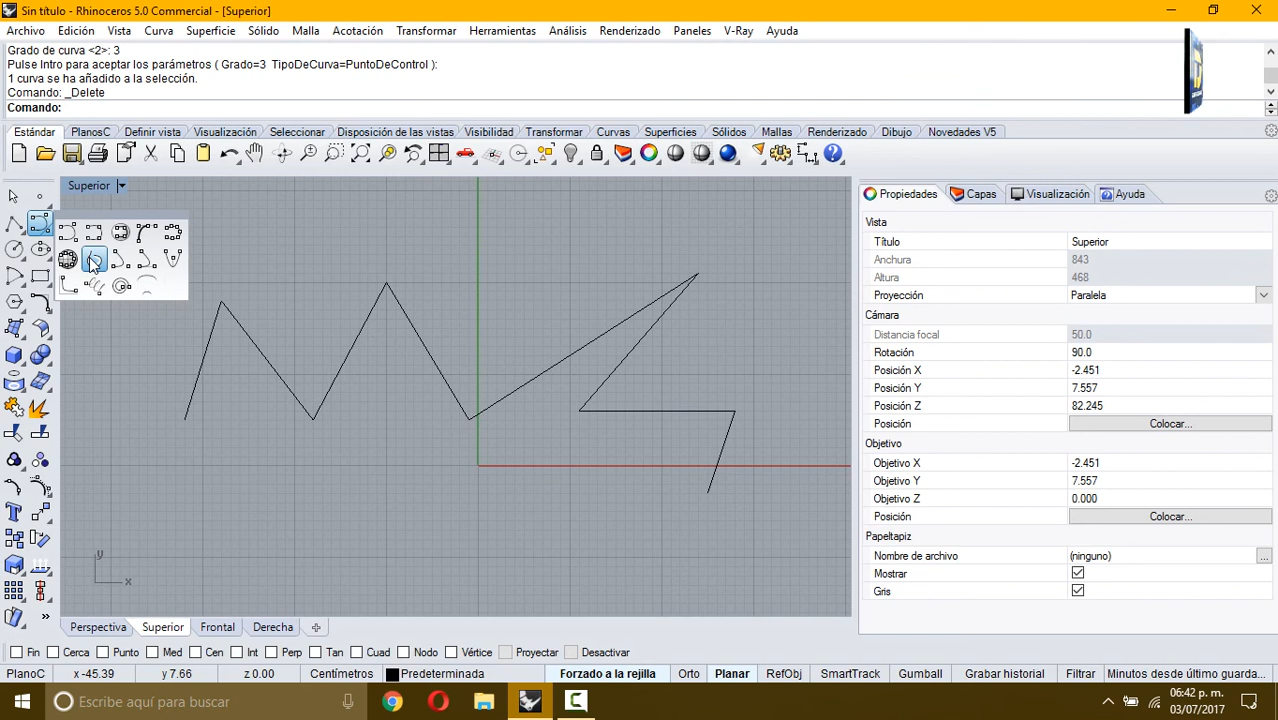 Sin título - Rhinoceros 5.0 Commercial - [Superior]
Archivo Edición Vista Curva Superficie Sólido Malla Acotación Transformar Herramientas Análisis Renderizado Paneles V-Ray Ayuda
Grado de curva <2>: 3
Pulse Intro para aceptar los parámetros ( Grado=3 TipoDeCurva=PuntoDeControl ):
1 curva se ha añadido a la selección.
Comando: _Delete
Comando:
Estándar PlanosC Definir vista Visualización Seleccionar Disposición de las vistas Visibilidad Transformar Curvas Superficies Sólidos Mallas Renderizado Dibujo Novedades V5
Superior
Propiedades Capas Visualización Ayuda
Vista
Título Superior
Anchura 843
Altura 468
Proyección Paralela
Cámara
Distancia focal 50.0
Rotación 90.0
Posición X -2.451
Posición Y 7.557
Posición Z 82.245
Posición Colocar...
Objetivo
Objetivo X -2.451
Objetivo Y 7.557
Objetivo Z 0.000
Posición Colocar...
Papeltapiz
Nombre de archivo (ninguno) ...
Mostrar
Gris
y
x
Perspectiva Superior Frontal Derecha
Fin Cerca Punto Med Cen Int Perp Tan Cuad Nodo Vértice Proyectar Desactivar
PlanoC x -45.39 y 7.66 z 0.00 Centímetros Predeterminada Forzado a la rejilla Orto Planar RefObj SmartTrack Gumball Grabar historial Filtrar Minutos desde último guarda...
Escribe aquí para buscar
06:42 p. m.
03/07/2017